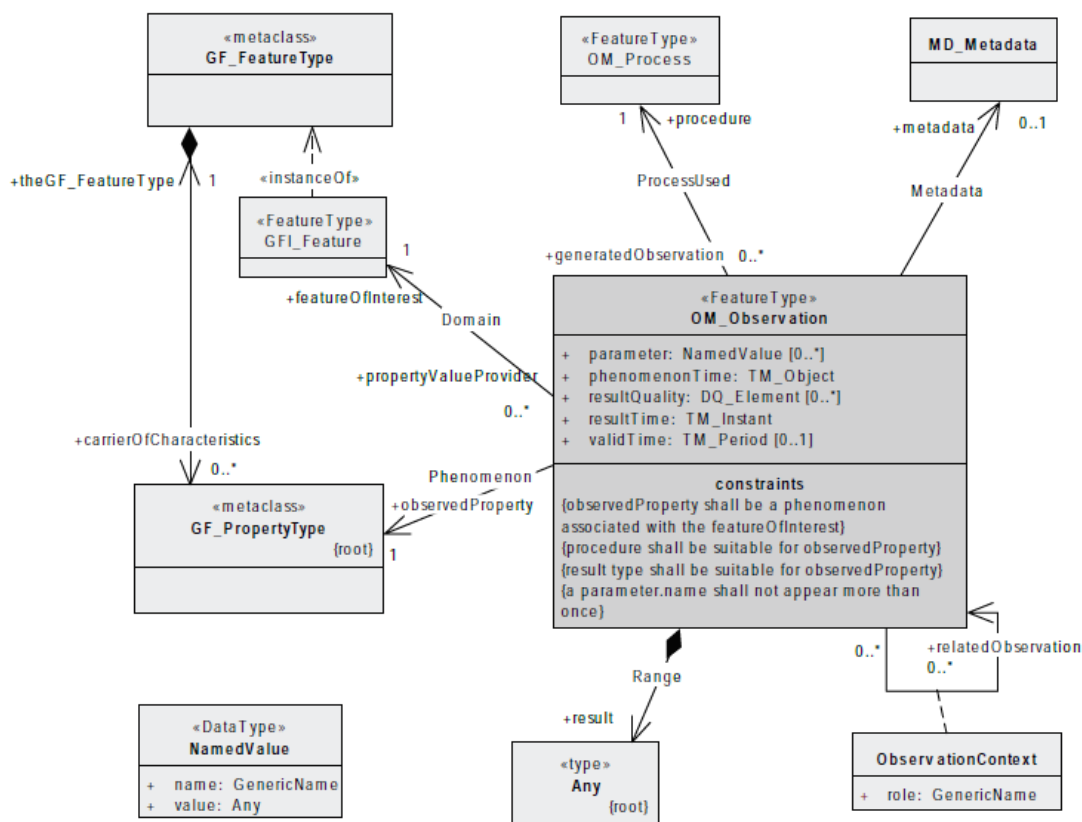 «metaclass»
GF_FeatureType
«FeatureType»
OM_Process
MD_Metadata
1
+procedure
+metadata
0..1
+theGF_FeatureType
1
«instanceOf»
ProcessUsed
Metadata
«FeatureType»
GFI_Feature
1
+generatedObservation
0..*
+featureOfInterest
Domain
+propertyValueProvider
0..*
«FeatureType»
OM_Observation
+ parameter: NamedValue [0..*]
+ phenomenonTime: TM_Object
+ resultQuality: DQ_Element [0..*]
+ resultTime: TM_Instant
+ validTime: TM_Period [0..1]
constraints
{observedProperty shall be a phenomenon
associated with the featureOfInterest}
{procedure shall be suitable for observedProperty}
{result type shall be suitable for observedProperty}
{a parameter.name shall not appear more than
once}
+carrierOfCharacteristics
0..*
Phenomenon
+observedProperty
1
«metaclass»
GF_PropertyType
{root}
0..*
+relatedObservation
0..*
Range
+result
«DataType»
NamedValue
+ name: GenericName
+ value: Any
«type»
Any
{root}
ObservationContext
+ role: GenericName